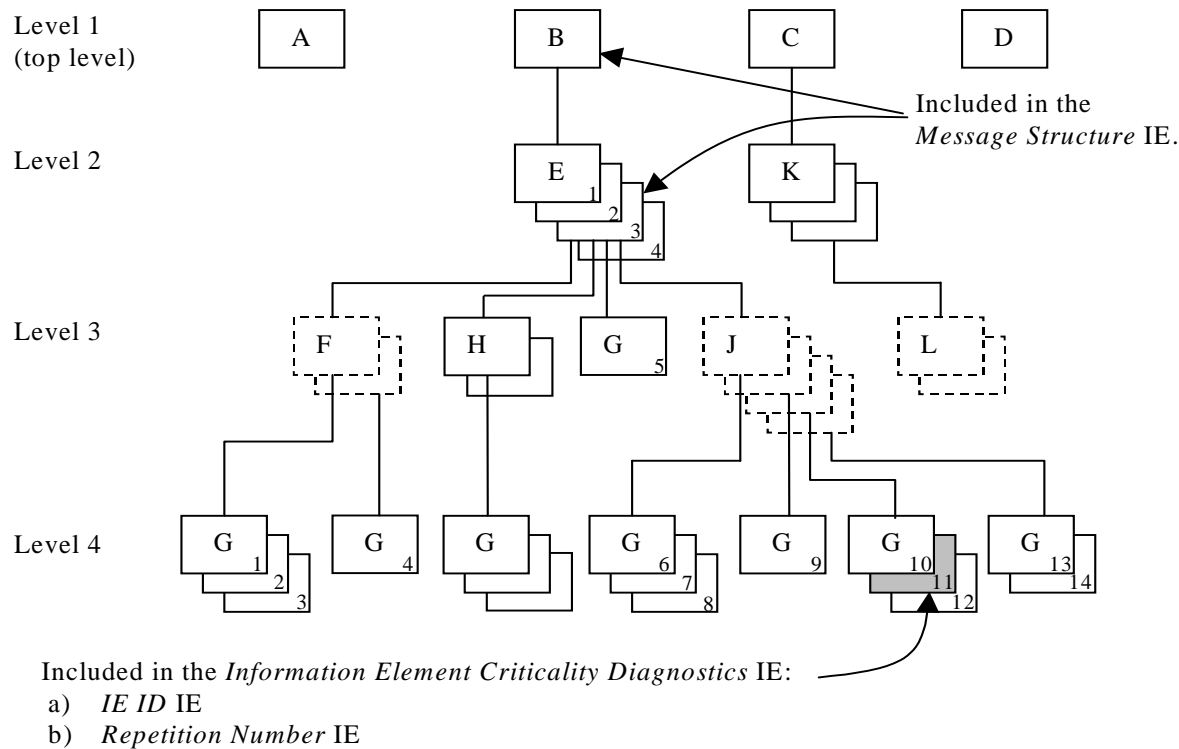 Level 1
(top level)
A
B
C
D
Included in the
Message Structure IE.
Level 2
E
1
2
3
4
K
Level 3
F
H
G
5
J
L
Level 4
G
1
2
3
G
4
G
G
6
7
8
G
9
G
10
11
12
G
13
14
Included in the Information Element Criticality Diagnostics IE:
a) IE ID IE
b) Repetition Number IE